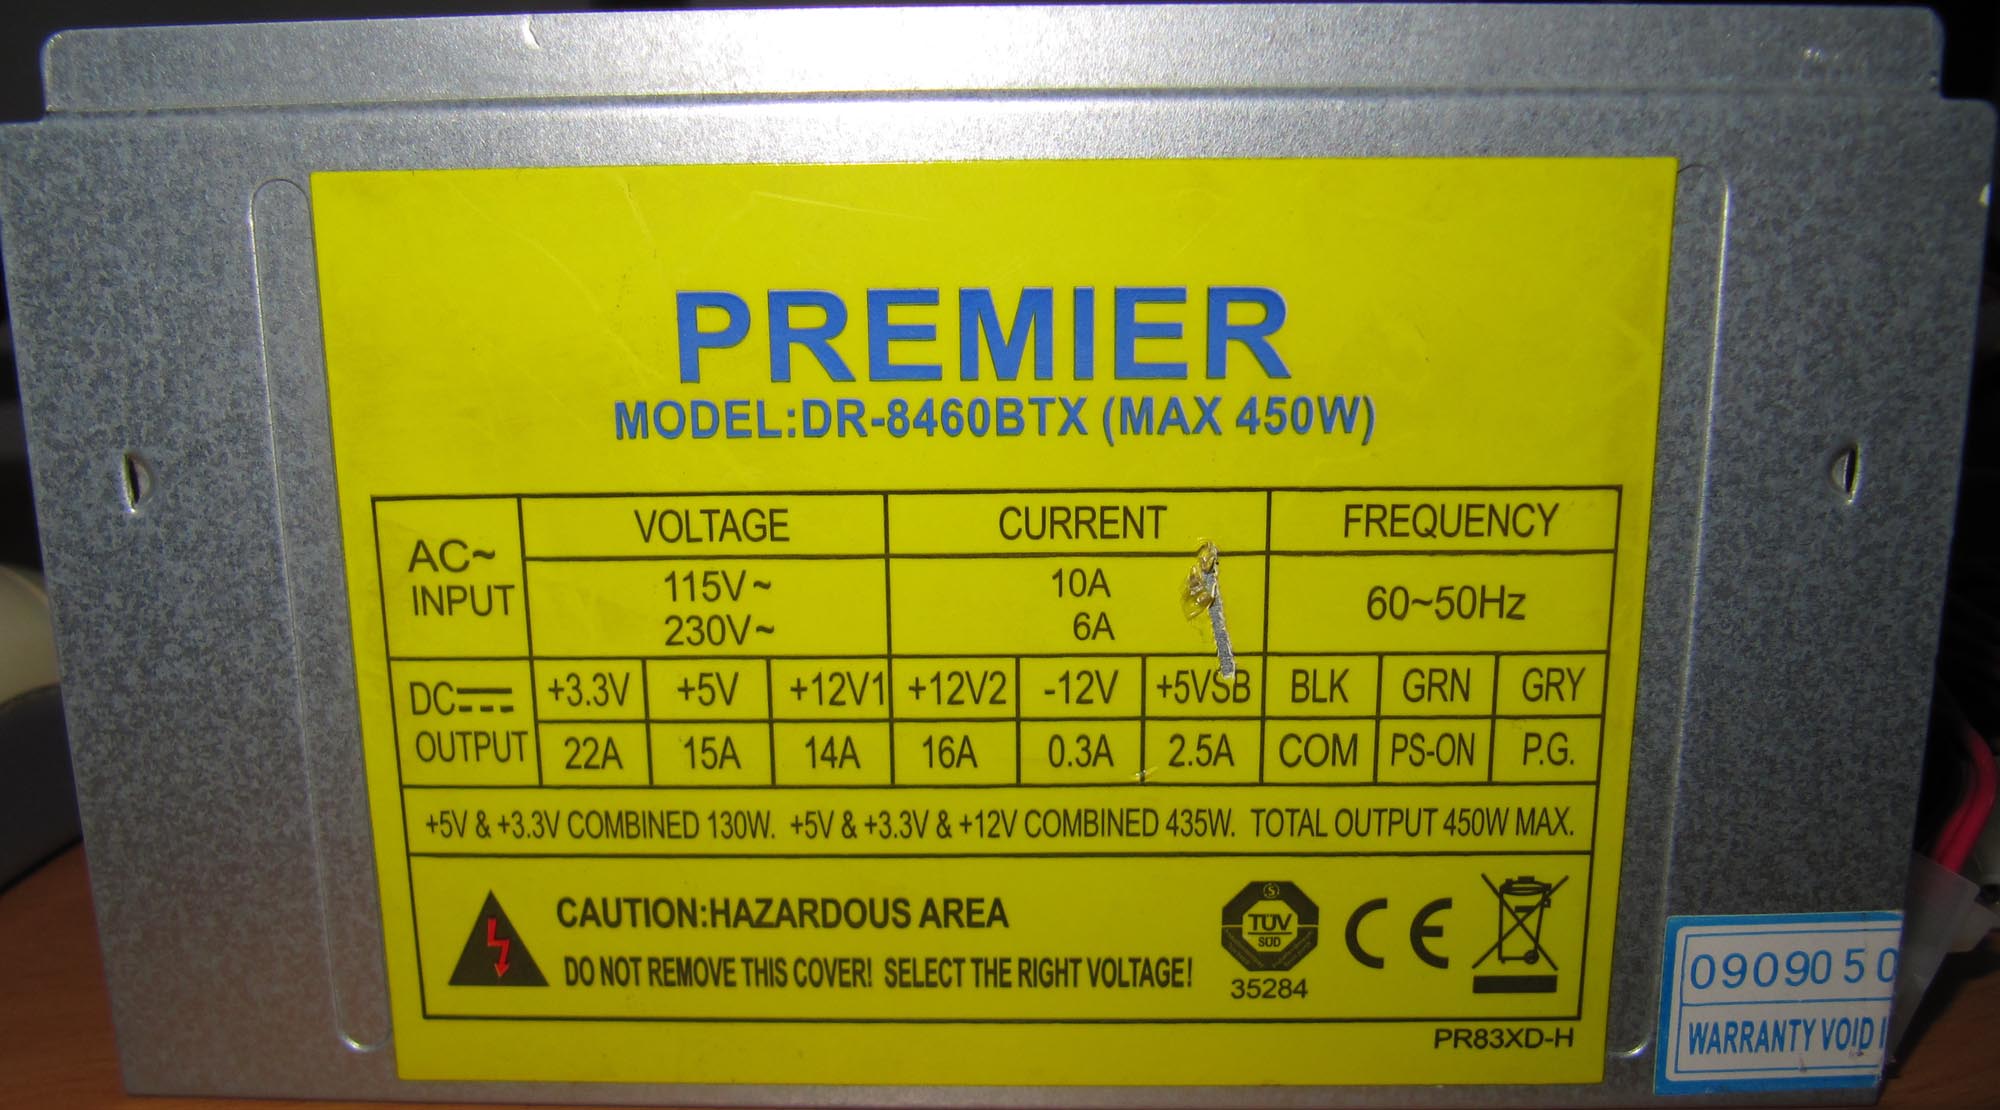 PREMIER
MODEL:DR-8460BTX (MAX 450W)
AC~ INPUT
VOLTAGE CURRENT FREQUENCY
115V~ 10A 60~50Hz
230V~ 6A
DC OUTPUT
+3.3V +5V +12V1 +12V2 -12V +5VSB BLK GRN GRY
22A 15A 14A 16A 0.3A 2.5A COM PS-ON P.G.
+5V & +3.3V COMBINED 130W. +5V & +3.3V & +12V COMBINED 435W. TOTAL OUTPUT 450W MAX.
CAUTION:HAZARDOUS AREA
DO NOT REMOVE THIS COVER! SELECT THE RIGHT VOLTAGE!
S
TÜV
SÜD
35284
CE
PR83XD-H
0909050
WARRANTY VOID